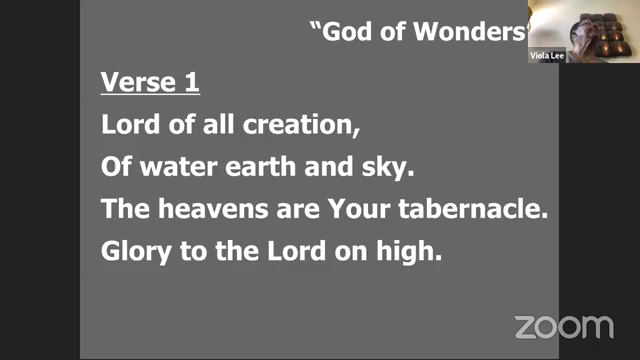 “God of Wonders”
Viola Lee
Verse 1
Lord of all creation,
Of water earth and sky.
The heavens are Your tabernacle.
Glory to the Lord on high.
zoom